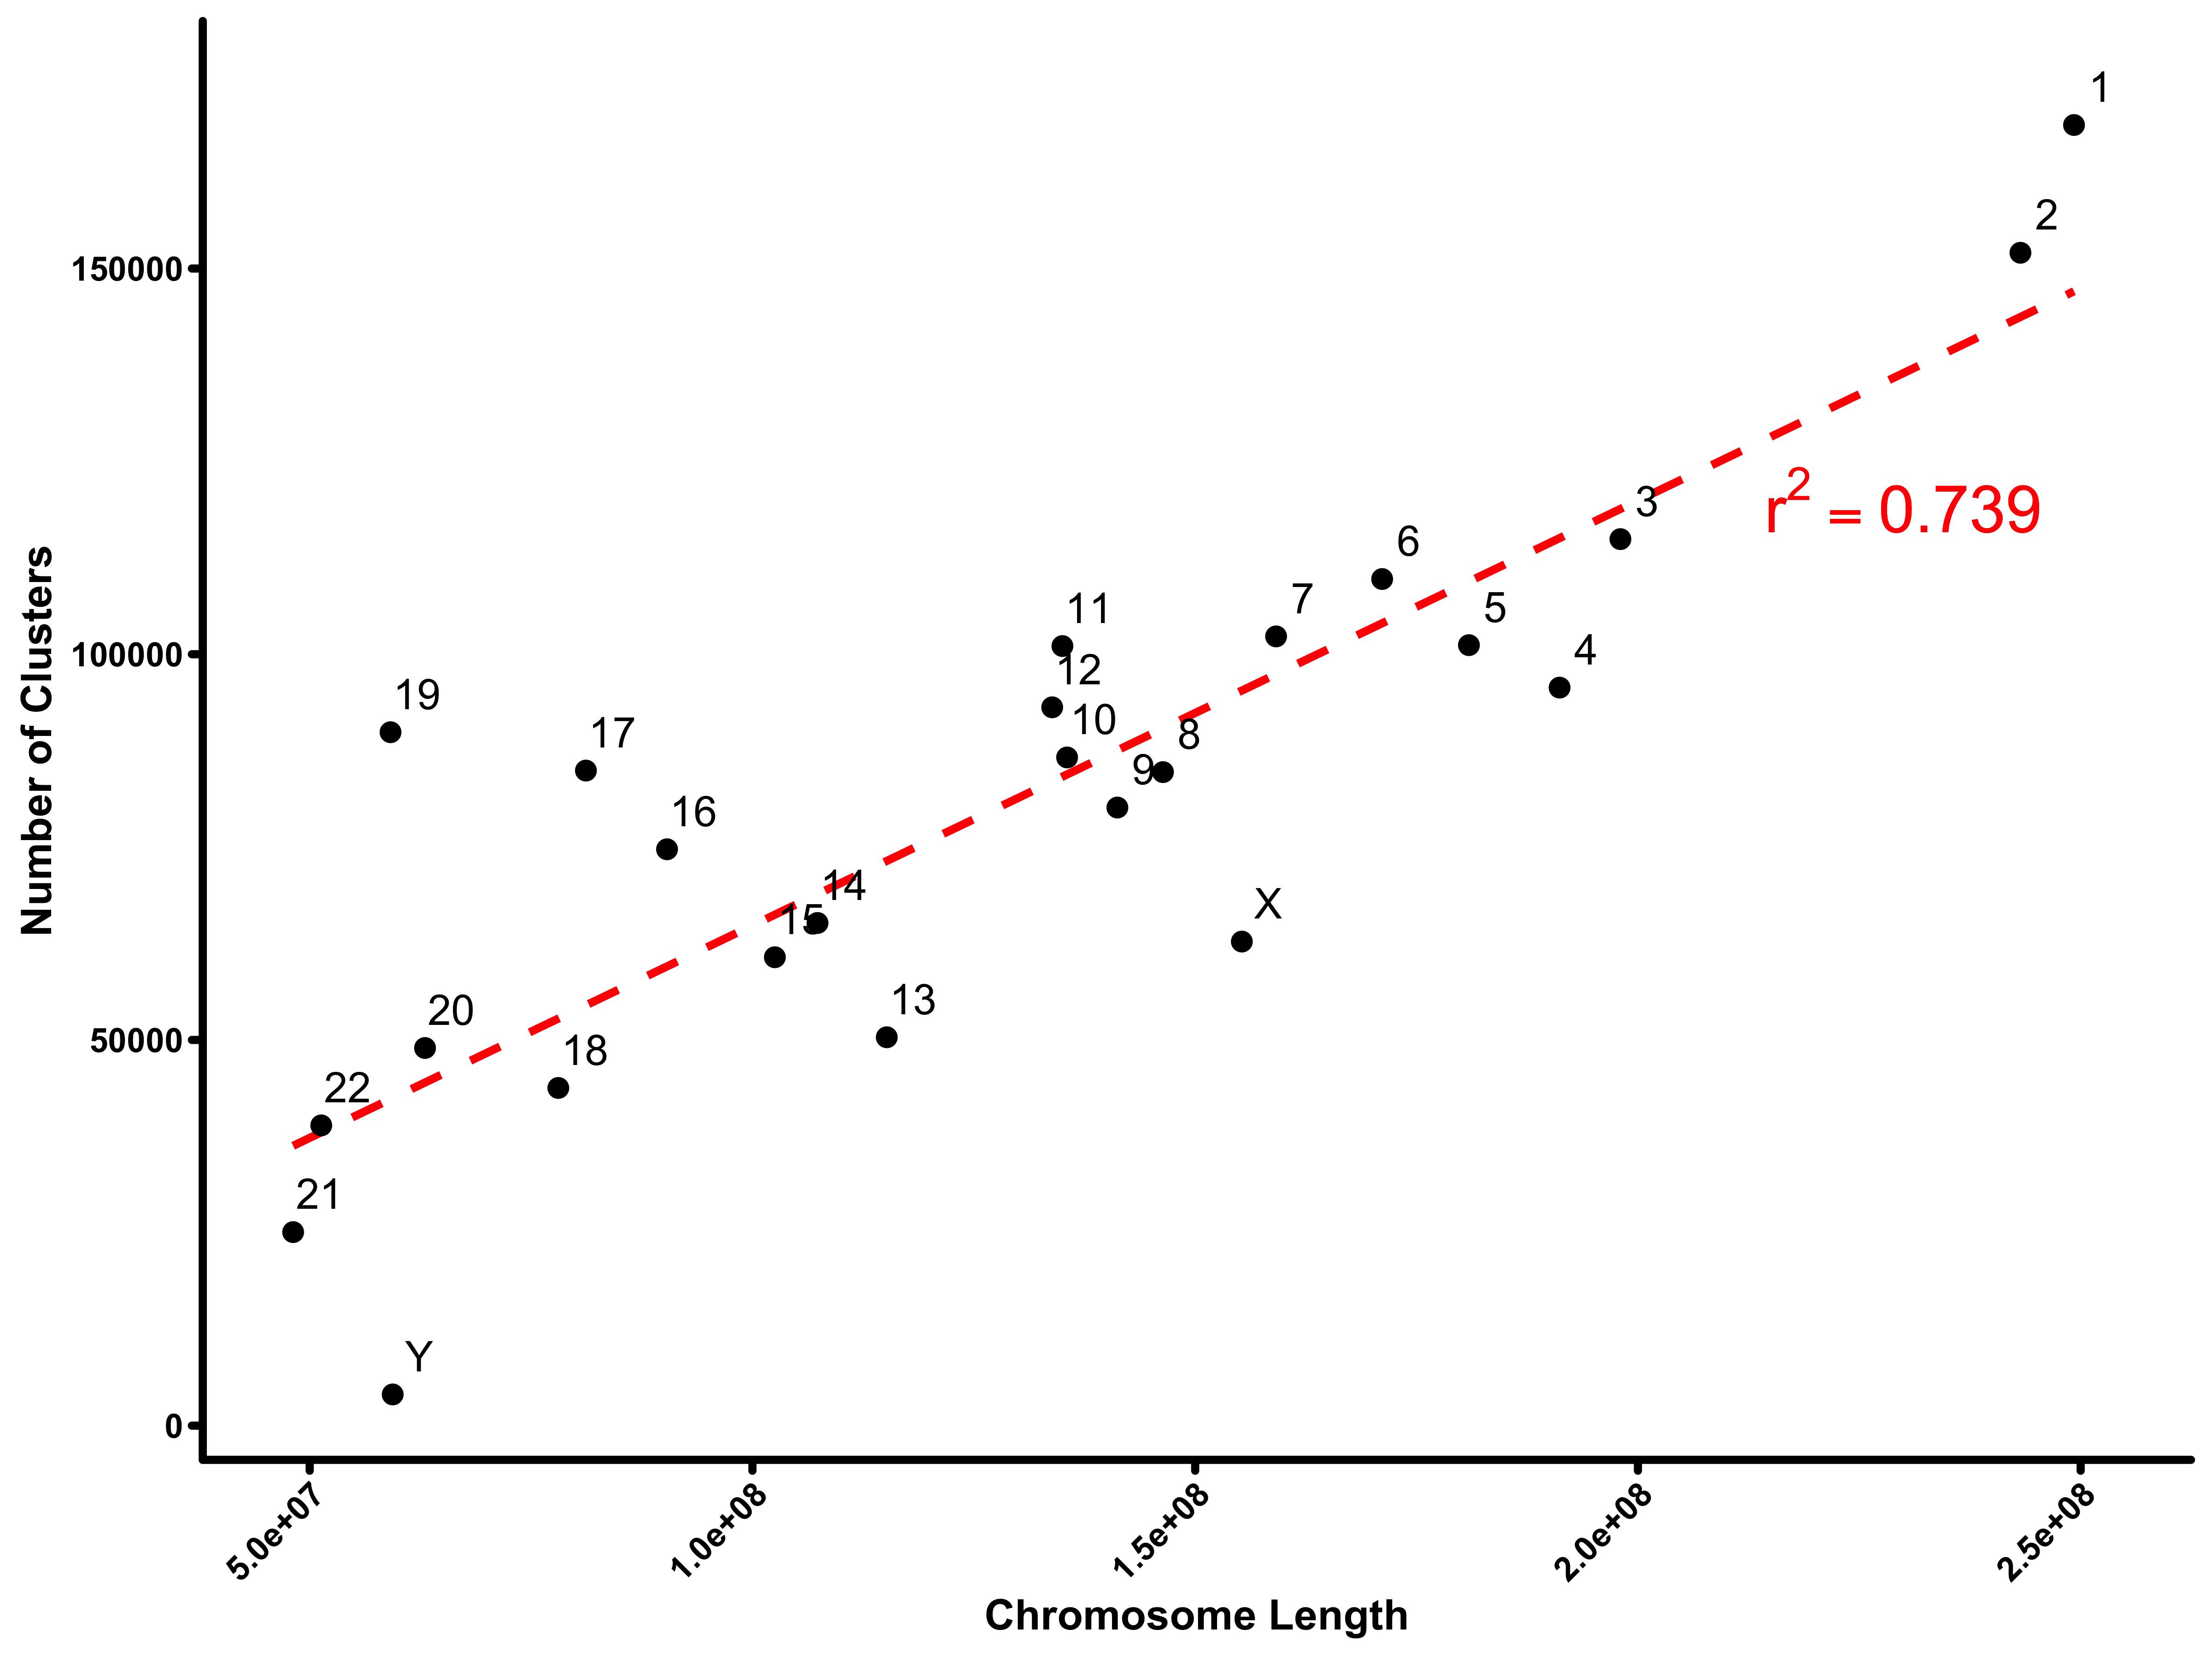 1
2
150000
3
r² = 0.739
6
7
5
11
4
100000
12
19
10
17
8
9
16
14
X
15
13
20
50000
18
22
21
Y
0
5.0e+07
1.0e+08
1.5e+08
2.0e+08
2.5e+08
Chromosome Length
Number of Clusters